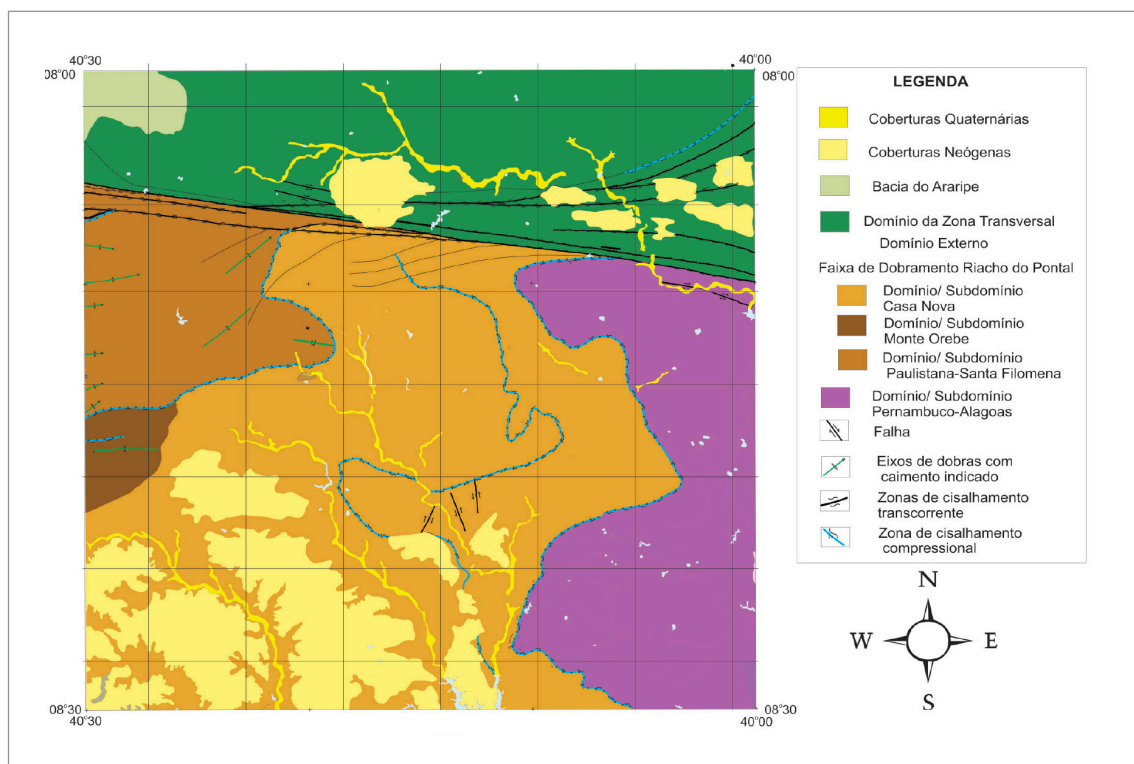 40°30
08°00
40°00
08°00
LEGENDA
Coberturas Quaternárias
Coberturas Neógenas
Bacia do Araripe
Domínio da Zona Transversal
Domínio Externo
Faixa de Dobramento Riacho do Pontal
Domínio/ Subdomínio
Casa Nova
Domínio/ Subdomínio
Monte Orebe
Domínio/ Subdomínio
Paulistana-Santa Filomena
Domínio/ Subdomínio
Pernambuco-Alagoas
Falha
Eixos de dobras com
caimento indicado
Zonas de cisalhamento
transcorrente
Zona de cisalhamento
compressional
N
W E
S
08°30
40°30
08°30
40°00